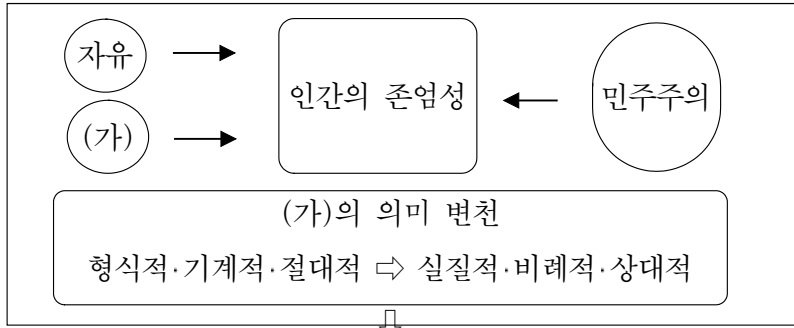 자유
(가)
인간의 존엄성
민주주의
(가)의 의미 변천
형식적·기계적·절대적 ⇨ 실질적·비례적·상대적